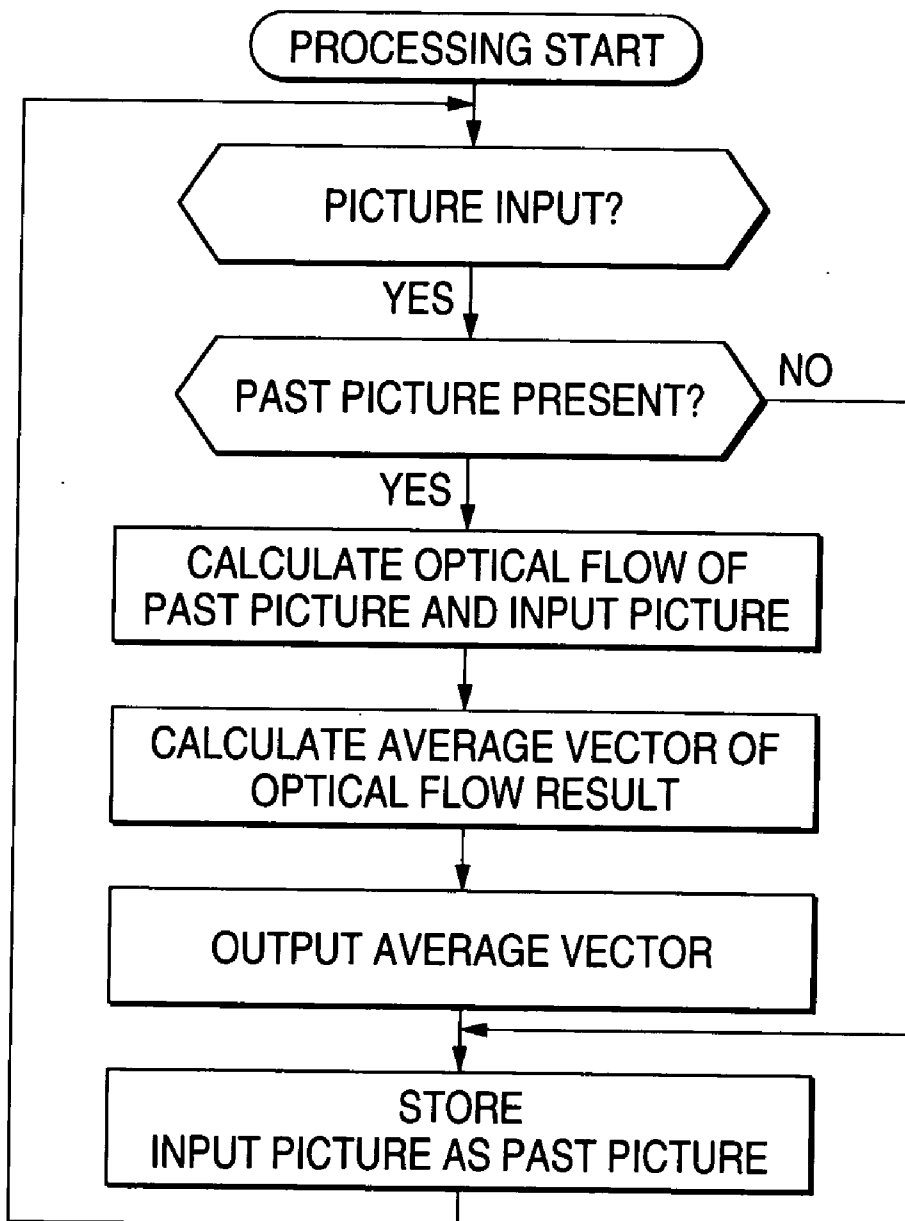 PROCESSING START
PICTURE INPUT?
YES
PAST PICTURE PRESENT?
NO
YES
CALCULATE OPTICAL FLOW OF
PAST PICTURE AND INPUT PICTURE
CALCULATE AVERAGE VECTOR OF
OPTICAL FLOW RESULT
OUTPUT AVERAGE VECTOR
STORE
INPUT PICTURE AS PAST PICTURE